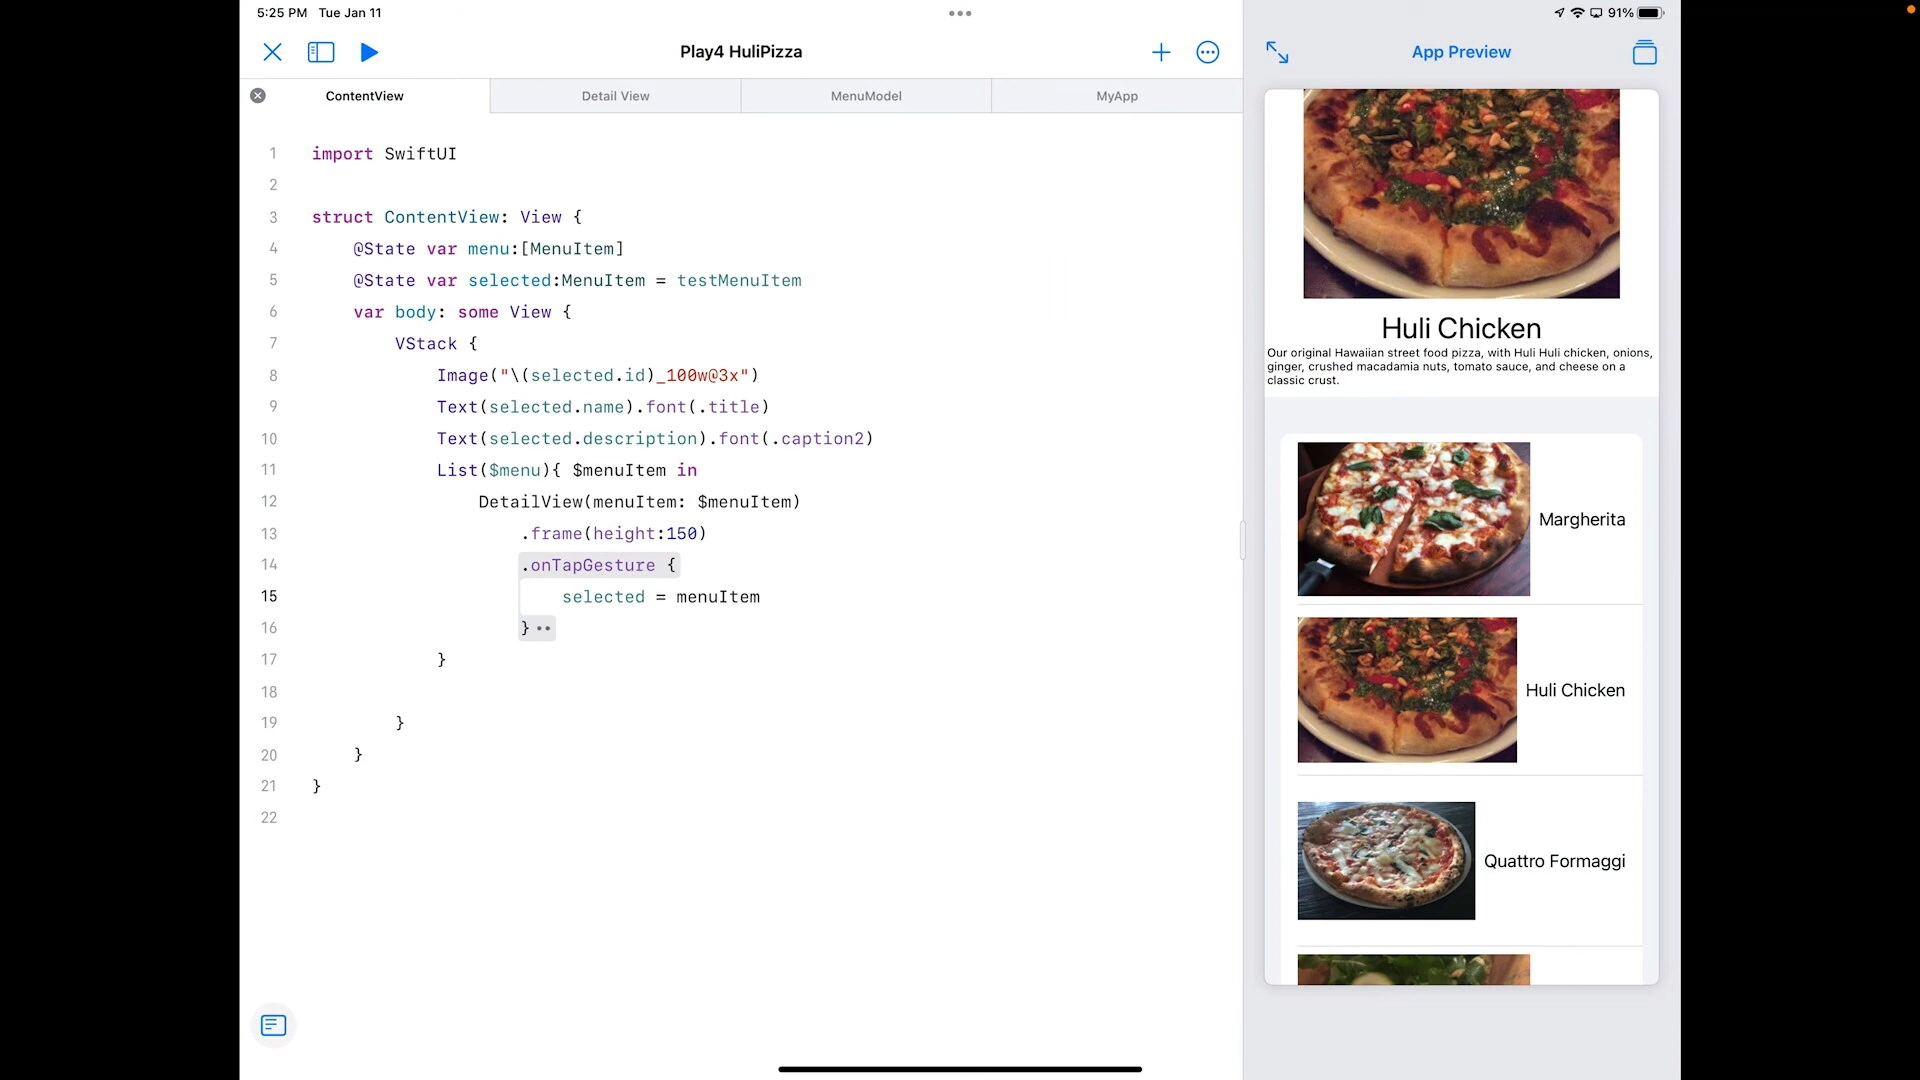 5:25 PM Tue Jan 11
91%
Play4 HuliPizza
App Preview
ContentView
Detail View
MenuModel
MyApp
1 import SwiftUI
2
3 struct ContentView: View {
4 @State var menu:[MenuItem]
5 @State var selected:MenuItem = testMenuItem
6 var body: some View {
7 VStack {
8 Image("\(selected.id)_100w@3x")
9 Text(selected.name).font(.title)
10 Text(selected.description).font(.caption2)
11 List($menu){ $menuItem in
12 DetailView(menuItem: $menuItem)
13 .frame(height:150)
14 .onTapGesture {
15 selected = menuItem
16 }
17 }
18
19 }
20 }
21 }
22
Huli Chicken
Our original Hawaiian street food pizza, with Huli Huli chicken, onions,
ginger, crushed macadamia nuts, tomato sauce, and cheese on a
classic crust.
Margherita
Huli Chicken
Quattro Formaggi